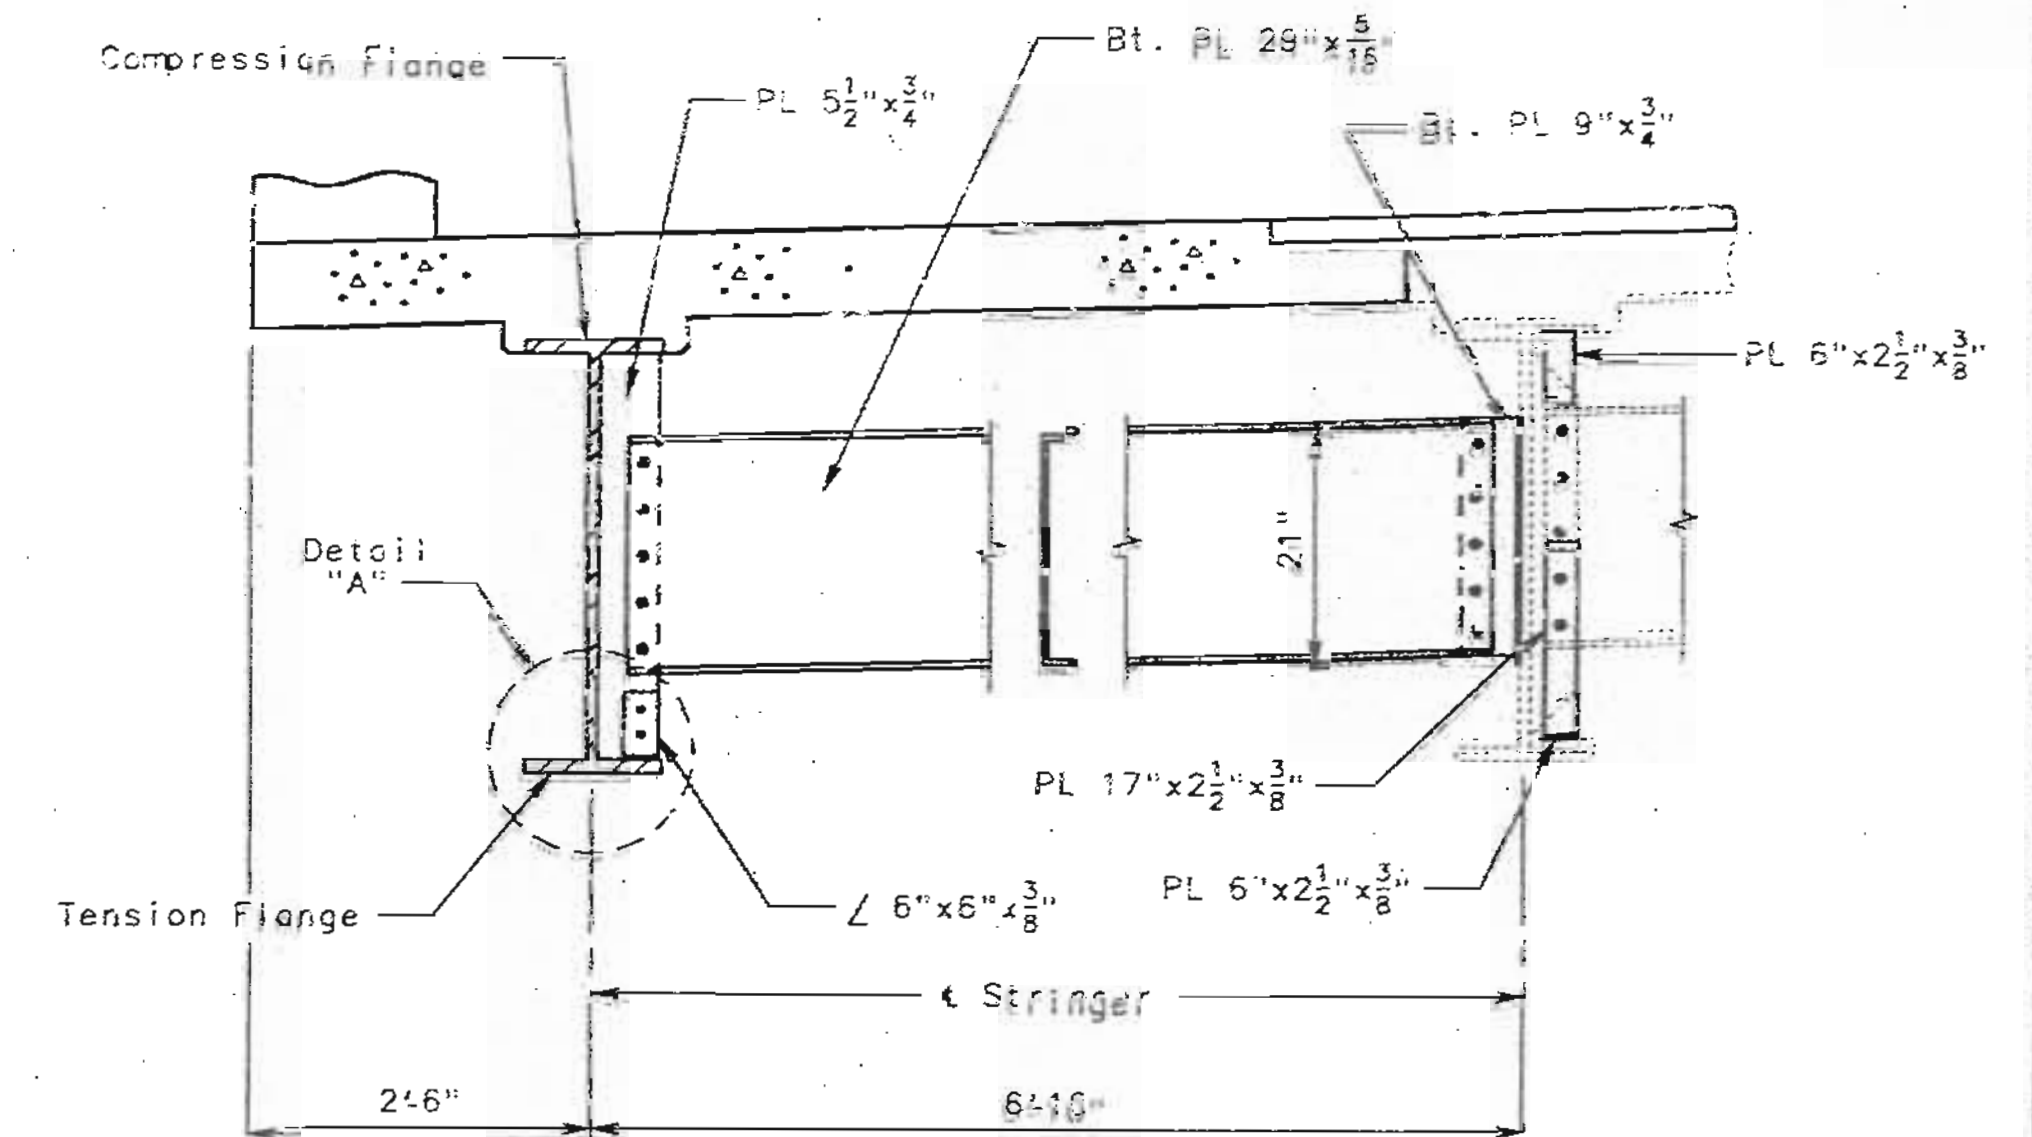 Compression Flange
Bt. PL 29"x5/16"
PL 5 1/2"x3/4"
Bt. PL 9"x3/4"
PL 6"x2 1/2"x3/8"
Detail
"A"
21"
PL 17"x2 1/2"x3/8"
PL 6"x2 1/2"x3/8"
Tension Flange
∠ 6"x6"x3/8"
℄ Stringer
2'-6"
6'-10"